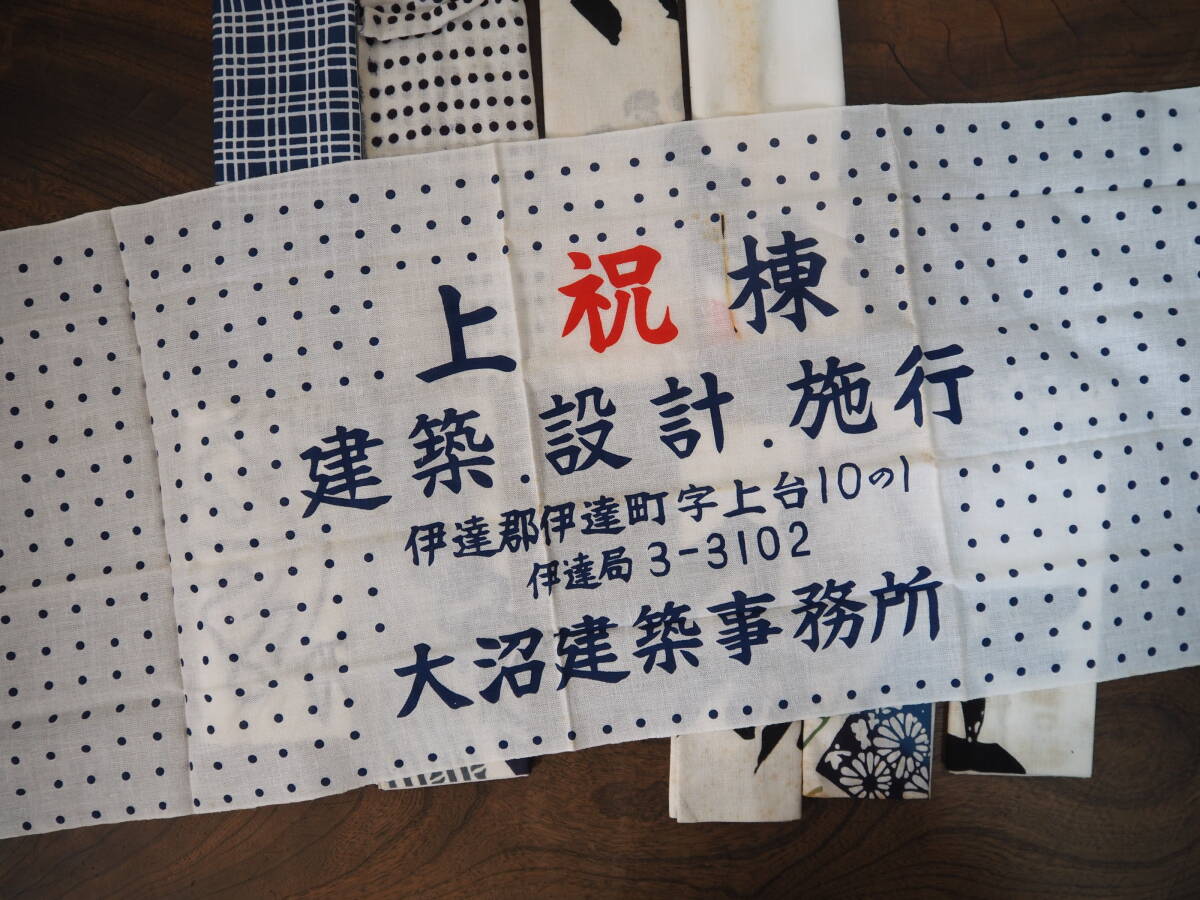 上祝棟
建築設計.施行
伊達郡伊達町字上台10の1
伊達局3-3102
大沼建築事務所